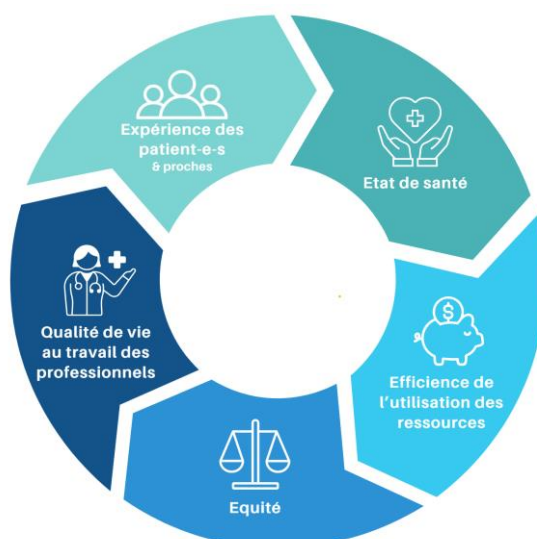 Expérience des
patient-e-s
& proches
Etat de santé
Efficience de
l'utilisation des
ressources
Equité
Qualité de vie
au travail des
professionnels
$